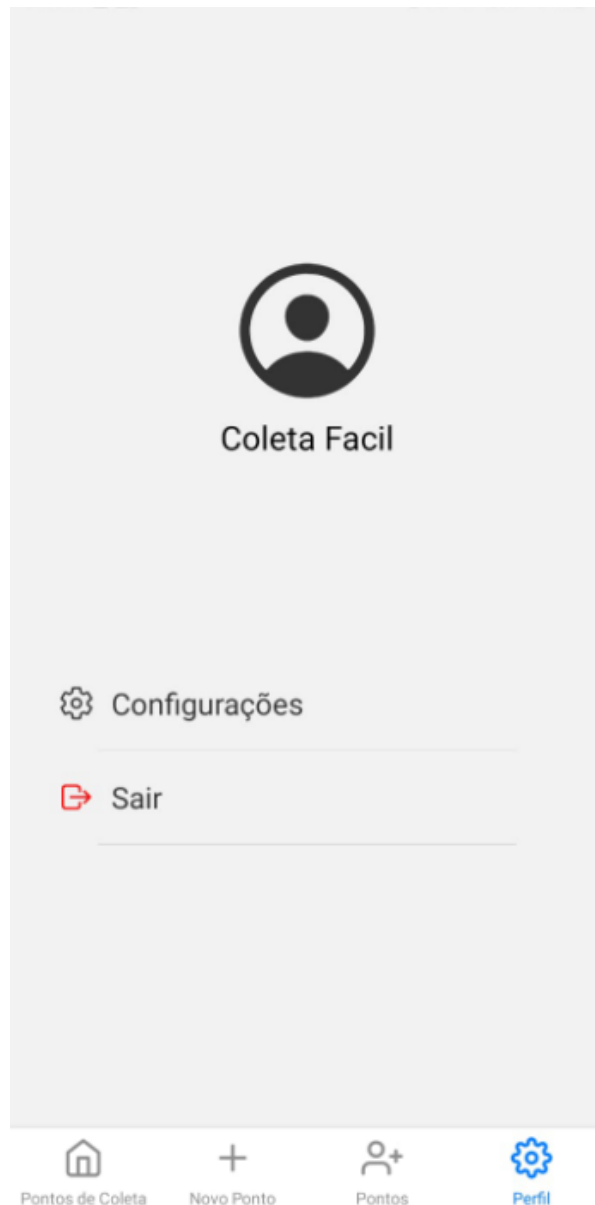 Coleta Facil
Configurações
Sair
Pontos de Coleta
Novo Ponto
Pontos
Perfil